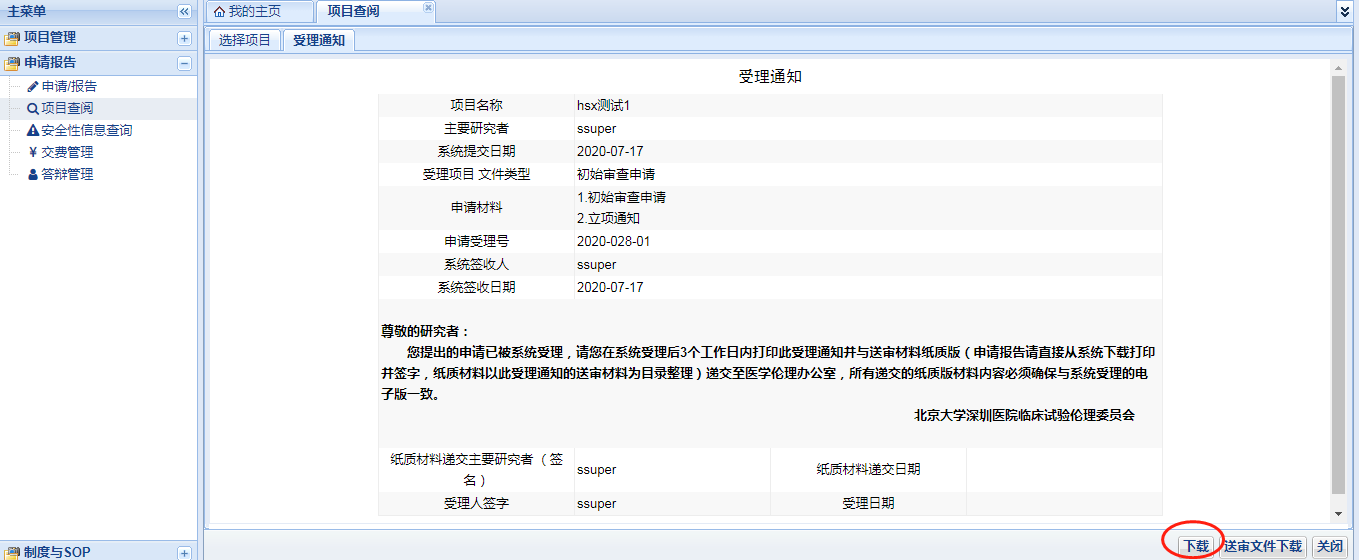 主菜单
我的主页
项目查阅
项目管理
申请报告
申请/报告
项目查阅
安全性信息查询
交费管理
答辩管理
制度与SOP
选择项目
受理通知
受理通知
项目名称 hsx测试1
主要研究者 ssuper
系统提交日期 2020-07-17
受理项目 文件类型 初始审查申请
申请材料 1.初始审查申请
2.立项通知
申请受理号 2020-028-01
系统签收人 ssuper
系统签收日期 2020-07-17
尊敬的研究者：
您提出的申请已被系统受理，请您在系统受理后3个工作日内打印此受理通知并与送审材料纸质版（申请报告请直接从系统下载打印
并签字，纸质材料以此受理通知的送审材料为目录整理）递交至医学伦理办公室，所有递交的纸质版材料内容必须确保与系统受理的电
子版一致。
北京大学深圳医院临床试验伦理委员会
纸质材料递交主要研究者 （签
名） ssuper 纸质材料递交日期
受理人签字 ssuper 受理日期
下载 送审文件下载 关闭